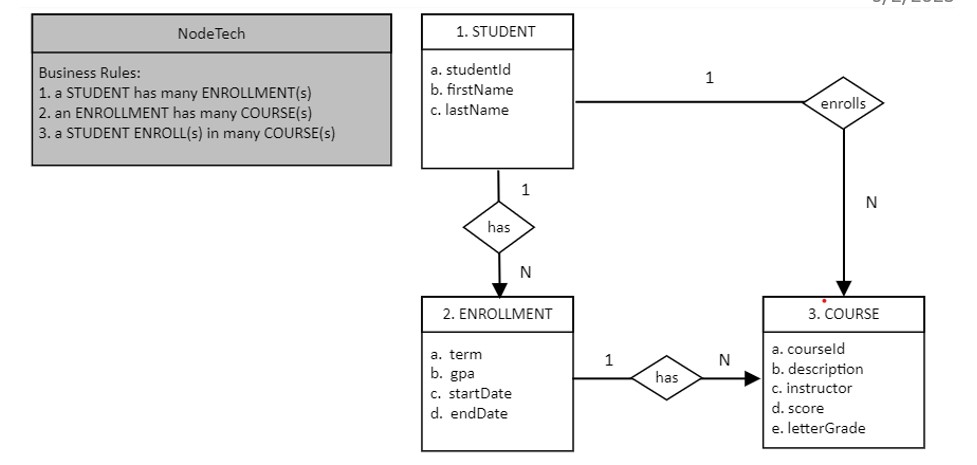 NodeTech
Business Rules:
1. a STUDENT has many ENROLLMENT(s)
2. an ENROLLMENT has many COURSE(s)
3. a STUDENT ENROLL(s) in many COURSE(s)
1. STUDENT
a. studentId
b. firstName
c. lastName
1
enrolls
N
1
has
N
2. ENROLLMENT
a. term
b. gpa
c. startDate
d. endDate
1
has
N
3. COURSE
a. courseId
b. description
c. instructor
d. score
e. letterGrade